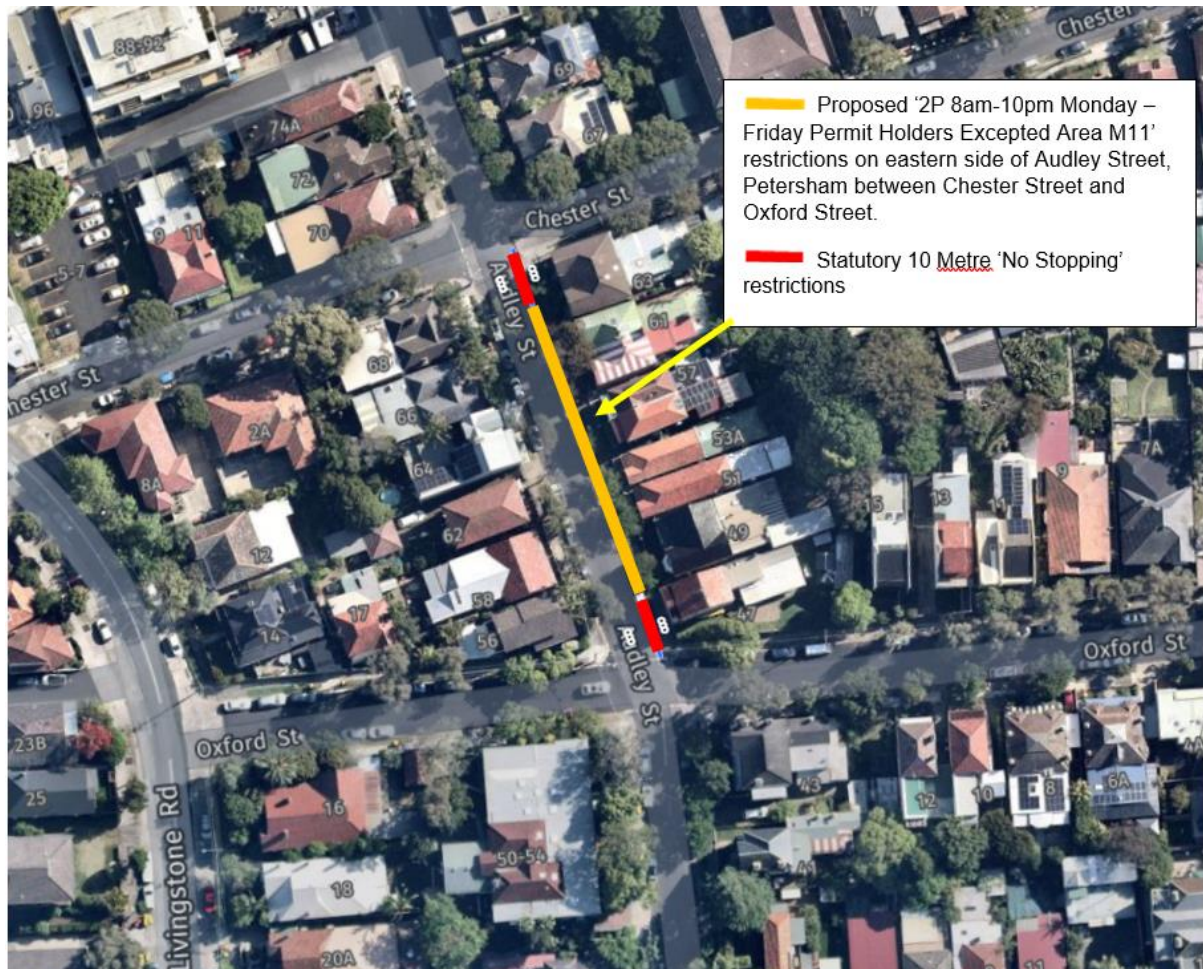 88-92
96
74A
69
67
72
70
9
11
5-7
Chester St
Chester St
Audley St
63
61
68
66
57
64
53A
51
2A
8A
62
49
12
58
47
17
14
56
15
13
9
7A
Oxford St
Oxford St
Audley St
23B
25
Livingstone Rd
16
18
50-54
20A
43
12
10
8
6A
41
Proposed ‘2P 8am-10pm Monday –
Friday Permit Holders Excepted Area M11’
restrictions on eastern side of Audley Street,
Petersham between Chester Street and
Oxford Street.
Statutory 10 Metre ‘No Stopping’
restrictions